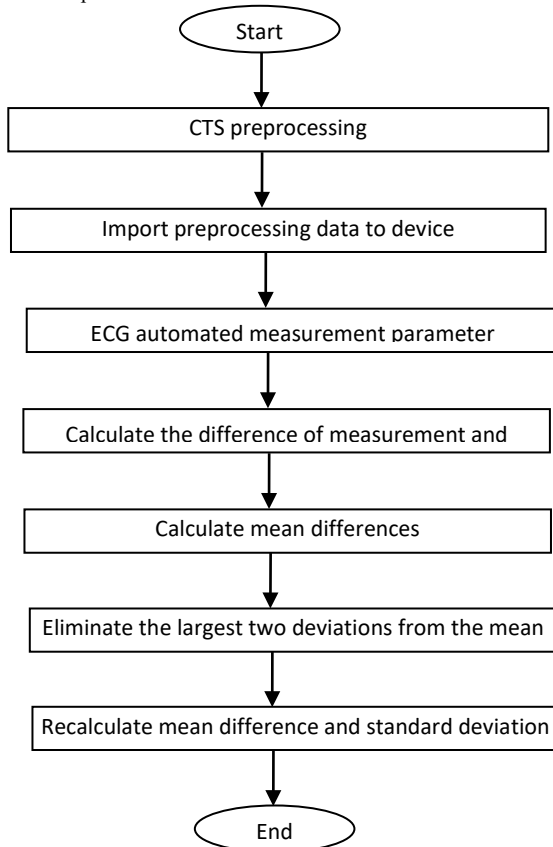 Start
CTS preprocessing
Import preprocessing data to device
ECG automated measurement parameter
Calculate the difference of measurement and
Calculate mean differences
Eliminate the largest two deviations from the mean
Recalculate mean difference and standard deviation
End